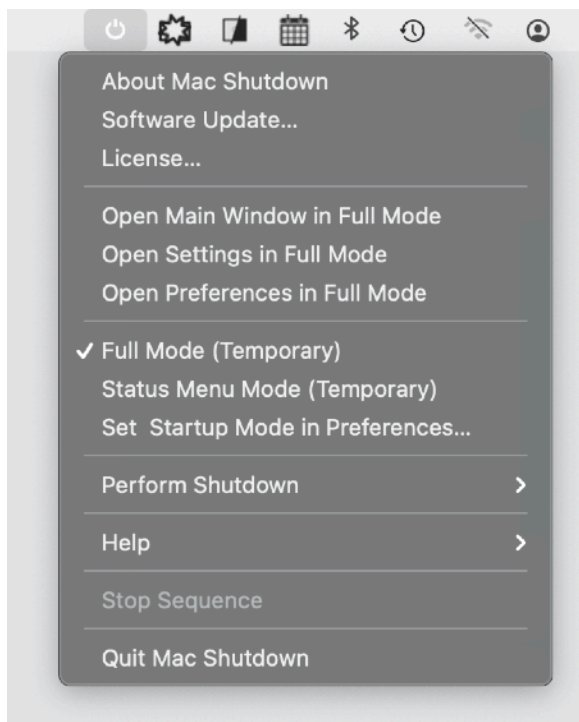 About Mac Shutdown
Software Update...
License...
Open Main Window in Full Mode
Open Settings in Full Mode
Open Preferences in Full Mode
Full Mode (Temporary)
Status Menu Mode (Temporary)
Set  Startup Mode in Preferences...
Perform Shutdown
Help
Stop Sequence
Quit Mac Shutdown